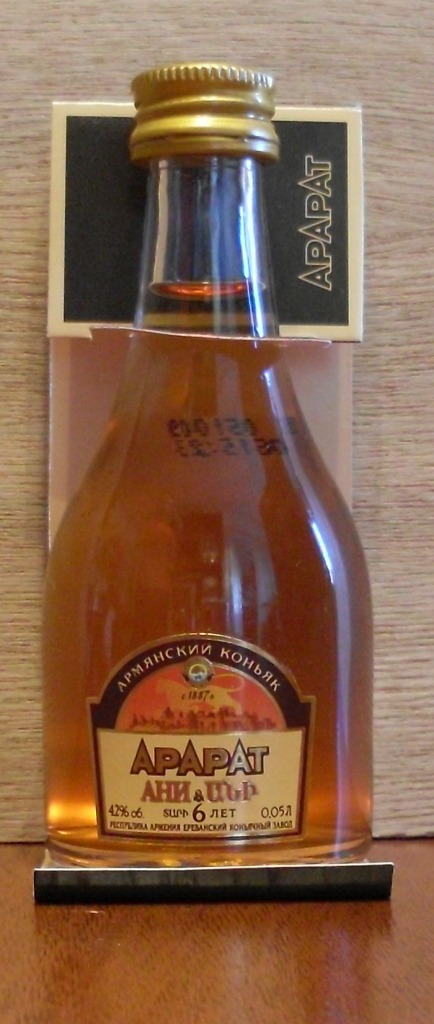 АРАРАТ
АРМЯНСКИЙ КОНЬЯК
с 1887 г
АРАРАТ
АНИ & ԱՆԻ
42% об. ՏԱՐԻ 6 ЛЕТ 0,05Л
РЕСПУБЛИКА АРМЕНИЯ ЕРЕВАНСКИЙ КОНЬЯЧНЫЙ ЗАВОД